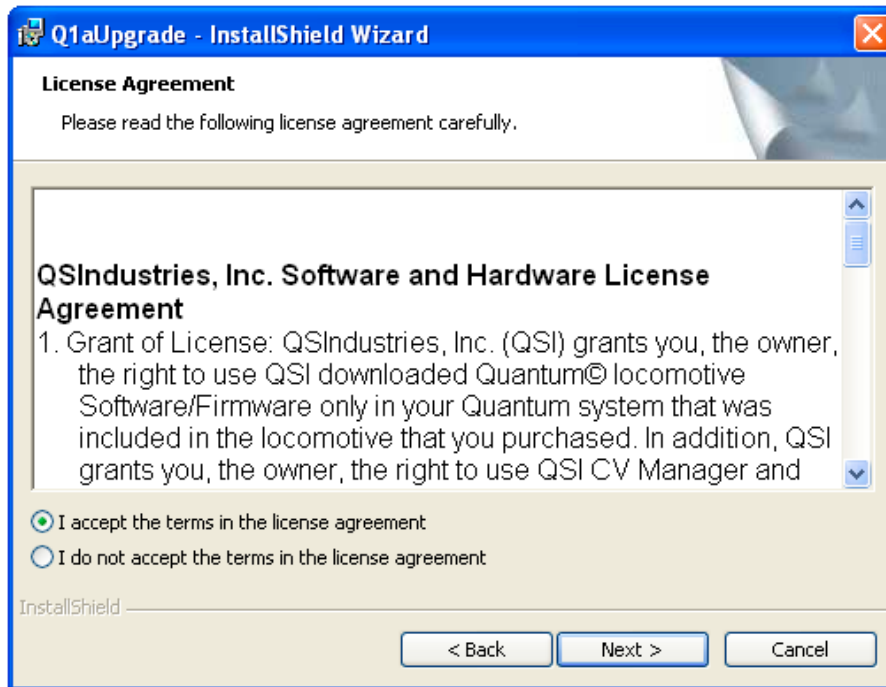 Q1aUpgrade - InstallShield Wizard
License Agreement
Please read the following license agreement carefully.
QSIndustries, Inc. Software and Hardware License
Agreement
1. Grant of License: QSIndustries, Inc. (QSI) grants you, the owner,
the right to use QSI downloaded Quantum© locomotive
Software/Firmware only in your Quantum system that was
included in the locomotive that you purchased. In addition, QSI
grants you, the owner, the right to use QSI CV Manager and
I accept the terms in the license agreement
I do not accept the terms in the license agreement
InstallShield
< Back
Next >
Cancel